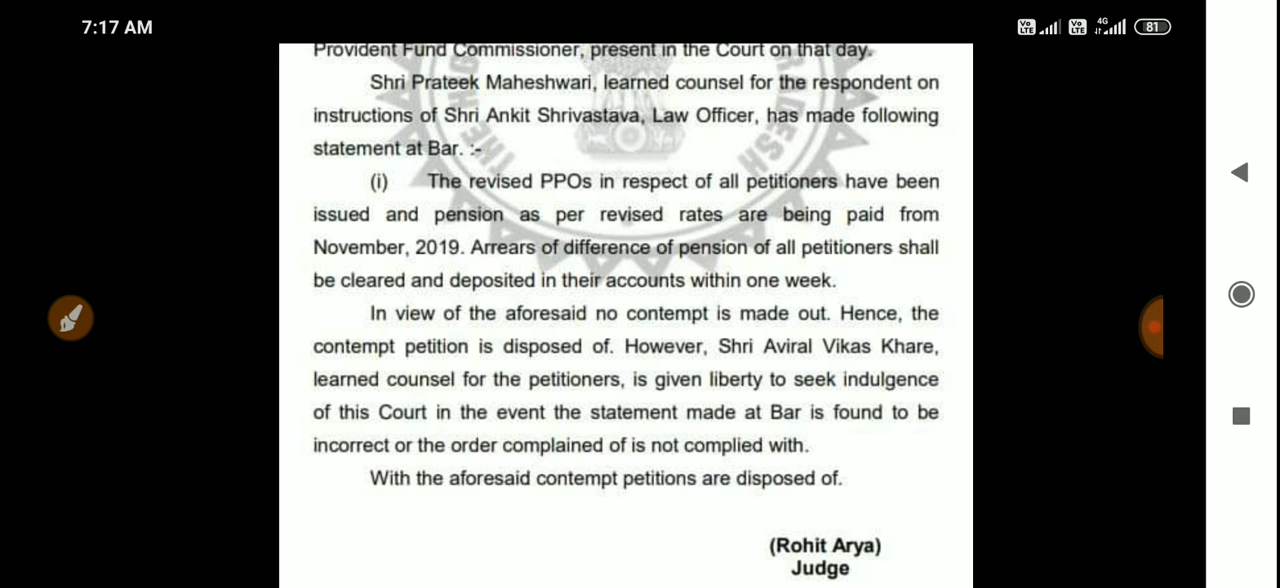 7:17 AM
Vo LTE Vo LTE 4G 81
Provident Fund Commissioner, present in the Court on that day.
Shri Prateek Maheshwari, learned counsel for the respondent on
instructions of Shri Ankit Shrivastava, Law Officer, has made following
statement at Bar. :-
(i) The revised PPOs in respect of all petitioners have been
issued and pension as per revised rates are being paid from
November, 2019. Arrears of difference of pension of all petitioners shall
be cleared and deposited in their accounts within one week.
In view of the aforesaid no contempt is made out. Hence, the
contempt petition is disposed of. However, Shri Aviral Vikas Khare,
learned counsel for the petitioners, is given liberty to seek indulgence
of this Court in the event the statement made at Bar is found to be
incorrect or the order complained of is not complied with.
With the aforesaid contempt petitions are disposed of.
(Rohit Arya)
Judge